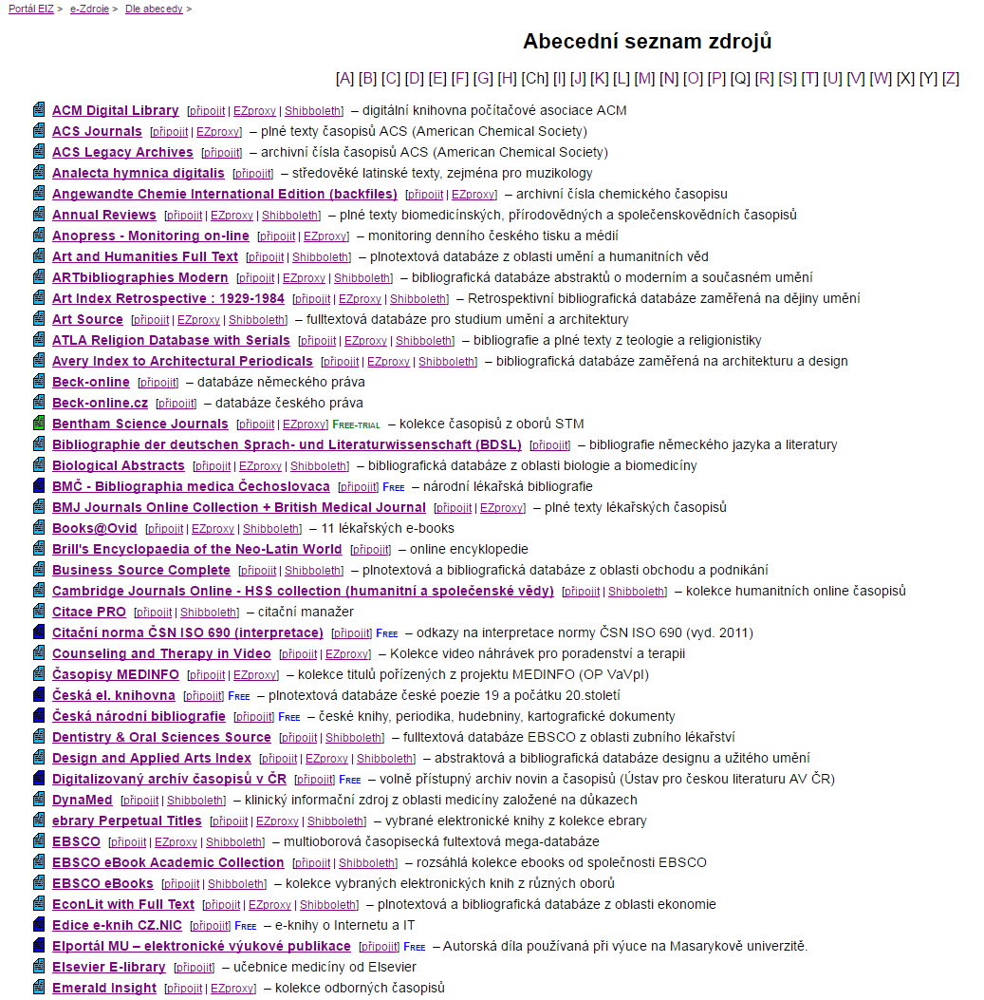 Portál EIZ > e-Zdroje > Dle abecedy >
Abecední seznam zdrojů
[A] [B] [C] [D] [E] [F] [G] [H] [Ch] [I] [J] [K] [L] [M] [N] [O] [P] [Q] [R] [S] [T] [U] [V] [W] [X] [Y] [Z]
ACM Digital Library [připojit | EZproxy | Shibboleth] – digitální knihovna počítačové asociace ACM
ACS Journals [připojit | EZproxy] – plné texty časopisů ACS (American Chemical Society)
ACS Legacy Archives [připojit] – archivní čísla časopisů ACS (American Chemical Society)
Analecta hymnica digitalis [připojit] – středověké latinské texty, zejména pro muzikology
Angewandte Chemie International Edition (backfiles) [připojit | EZproxy] – archivní čísla chemického časopisu
Annual Reviews [připojit | EZproxy | Shibboleth] – plné texty biomedicínských, přírodovědných a společenskovědních časopisů
Anopress - Monitoring on-line [připojit | EZproxy] – monitoring denního českého tisku a médií
Art and Humanities Full Text [připojit | Shibboleth] – plnotextová databáze z oblasti umění a humanitních věd
ARTbibliographies Modern [připojit | EZproxy | Shibboleth] – bibliografická databáze abstraktů o moderním a současném umění
Art Index Retrospective : 1929-1984 [připojit | EZproxy | Shibboleth] – Retrospektivní bibliografická databáze zaměřená na dějiny umění
Art Source [připojit | EZproxy | Shibboleth] – fulltextová databáze pro studium umění a architektury
ATLA Religion Database with Serials [připojit | EZproxy | Shibboleth] – bibliografie a plné texty z teologie a religionistiky
Avery Index to Architectural Periodicals [připojit | EZproxy | Shibboleth] – bibliografická databáze zaměřená na architekturu a design
Beck-online [připojit] – databáze německého práva
Beck-online.cz [připojit] – databáze českého práva
Bentham Science Journals [připojit | EZproxy] Free-trial – kolekce časopisů z oborů STM
Bibliographie der deutschen Sprach- und Literaturwissenschaft (BDSL) [připojit] – bibliografie německého jazyka a literatury
Biological Abstracts [připojit | EZproxy | Shibboleth] – bibliografická databáze z oblasti biologie a biomedicíny
BMČ - Bibliographia medica Čechoslovaca [připojit] Free – národní lékařská bibliografie
BMJ Journals Online Collection + British Medical Journal [připojit | EZproxy] – plné texty lékařských časopisů
Books@Ovid [připojit | EZproxy | Shibboleth] – 11 lékařských e-books
Brill's Encyclopaedia of the Neo-Latin World [připojit] – online encyklopedie
Business Source Complete [připojit | Shibboleth] – plnotextová a bibliografická databáze z oblasti obchodu a podnikání
Cambridge Journals Online - HSS collection (humanitní a společenské vědy) [připojit | Shibboleth] – kolekce humanitních online časopisů
Citace PRO [připojit | Shibboleth] – citační manažer
Citační norma ČSN ISO 690 (interpretace) [připojit] Free – odkazy na interpretace normy ČSN ISO 690 (vyd. 2011)
Counseling and Therapy in Video [připojit | EZproxy] – Kolekce video náhrávek pro poradenství a terapii
Časopisy MEDINFO [připojit | EZproxy] – kolekce titulů pořízených z projektu MEDINFO (OP VaVpI)
Česká el. knihovna [připojit] Free – plnotextová databáze české poezie 19 a počátku 20.století
Česká národní bibliografie [připojit] Free – české knihy, periodika, hudebniny, kartografické dokumenty
Dentistry & Oral Sciences Source [připojit | Shibboleth] – fulltextová databáze EBSCO z oblasti zubního lékařství
Design and Applied Arts Index [připojit | EZproxy | Shibboleth] – abstraktová a bibliografická databáze designu a užitého umění
Digitalizovaný archív časopisů v ČR [připojit] Free – volně přístupný archiv novin a časopisů (Ústav pro českou literaturu AV ČR)
DynaMed [připojit | Shibboleth] – klinický informační zdroj z oblasti medicíny založené na důkazech
ebrary Perpetual Titles [připojit | EZproxy | Shibboleth] – vybrané elektronické knihy z kolekce ebrary
EBSCO [připojit | EZproxy | Shibboleth] – multioborová časopisecká fultextová mega-databáze
EBSCO eBook Academic Collection [připojit | Shibboleth] – rozsáhlá kolekce ebooks od společnosti EBSCO
EBSCO eBooks [připojit | Shibboleth] – kolekce vybraných elektronických knih z různých oborů
EconLit with Full Text [připojit | EZproxy | Shibboleth] – plnotextová a bibliografická databáze z oblasti ekonomie
Edice e-knih CZ.NIC [připojit] Free – e-knihy o Internetu a IT
Elportál MU – elektronické výukové publikace [připojit] Free – Autorská díla používaná při výuce na Masarykově univerzitě.
Elsevier E-library [připojit] – učebnice medicíny od Elsevier
Emerald Insight [připojit | EZproxy] – kolekce odborných časopisů